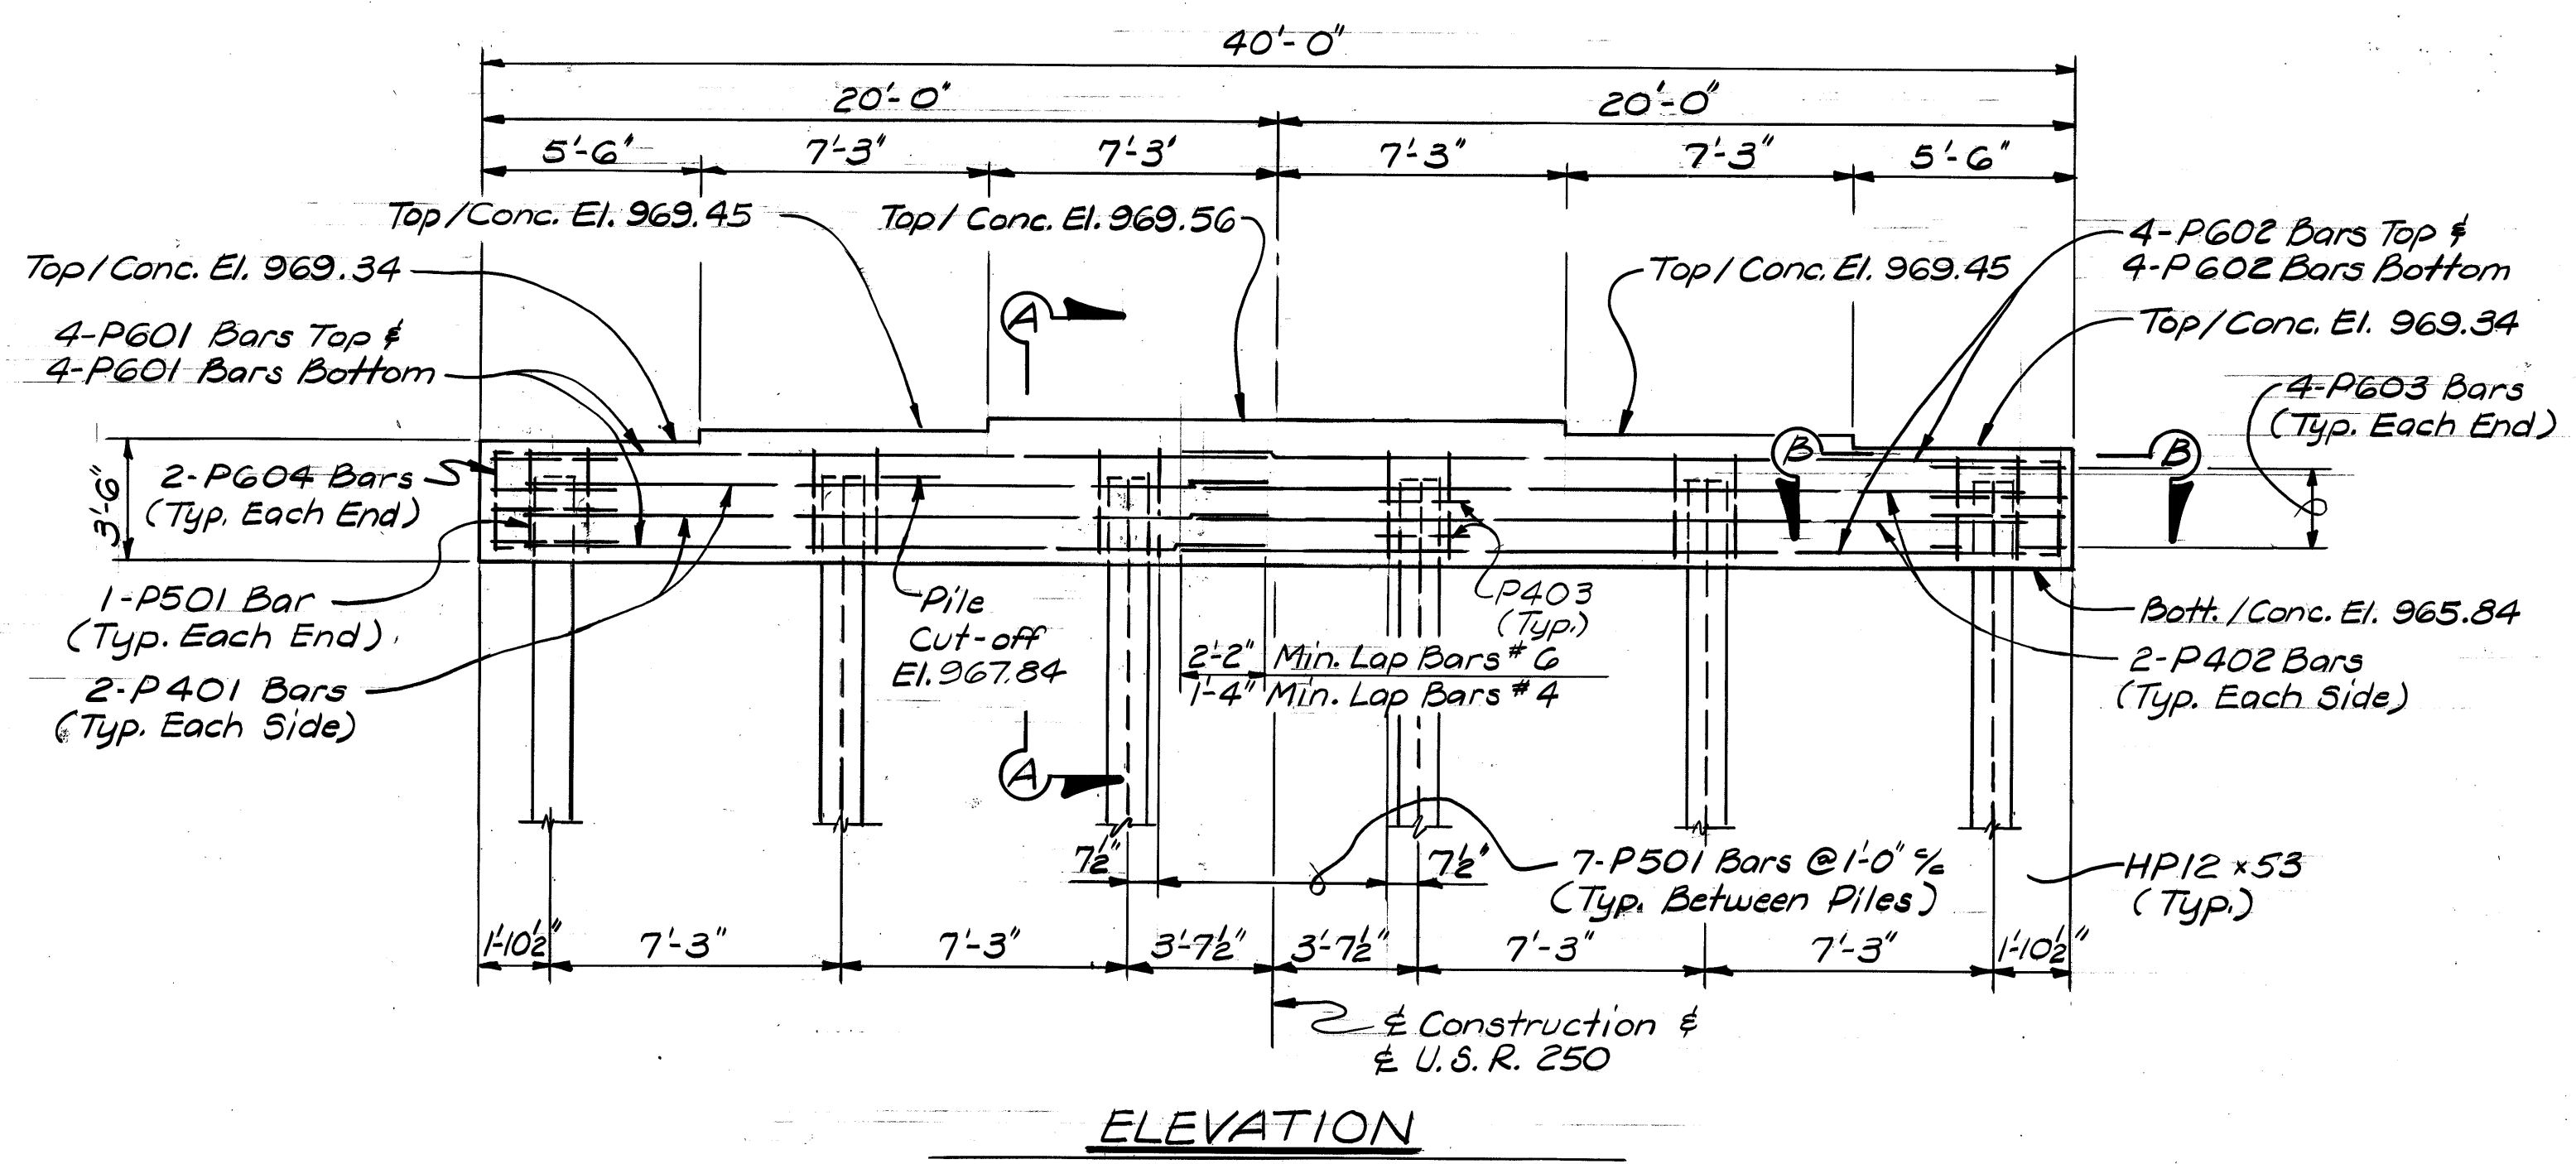 40'-0"
20'-0"
20'-0"
5'-6"
7'-3"
7'-3'
7'-3"
7'-3"
5'-6"
Top/Conc. El. 969.45
Top/Conc. El. 969.56
4-P602 Bars Top &
4-P602 Bars Bottom
Top/Conc. El. 969.34
Top/Conc. El. 969.45
A
4-P601 Bars Top &
4-P601 Bars Bottom
Top/Conc. El. 969.34
4-P603 Bars
(Typ. Each End)
B
B
3'-6"
2-P604 Bars
(Typ. Each End)
1-P501 Bar
(Typ. Each End)
2-P401 Bars
(Typ. Each Side)
Pile
Cut-off
El. 967.84
P403
(Typ.)
2'-2" Min. Lap Bars #6
1'-4" Min. Lap Bars #4
Bott./Conc. El. 965.84
2-P402 Bars
(Typ. Each Side)
A
7½"
7½"
7-P501 Bars @ 1'-0" c/c
(Typ. Between Piles)
HP12 x 53
(Typ.)
1'-10½"
7'-3"
7'-3"
3'-7½"
3'-7½"
7'-3"
7'-3"
1'-10½"
℄ Construction &
℄ U.S.R. 250
ELEVATION